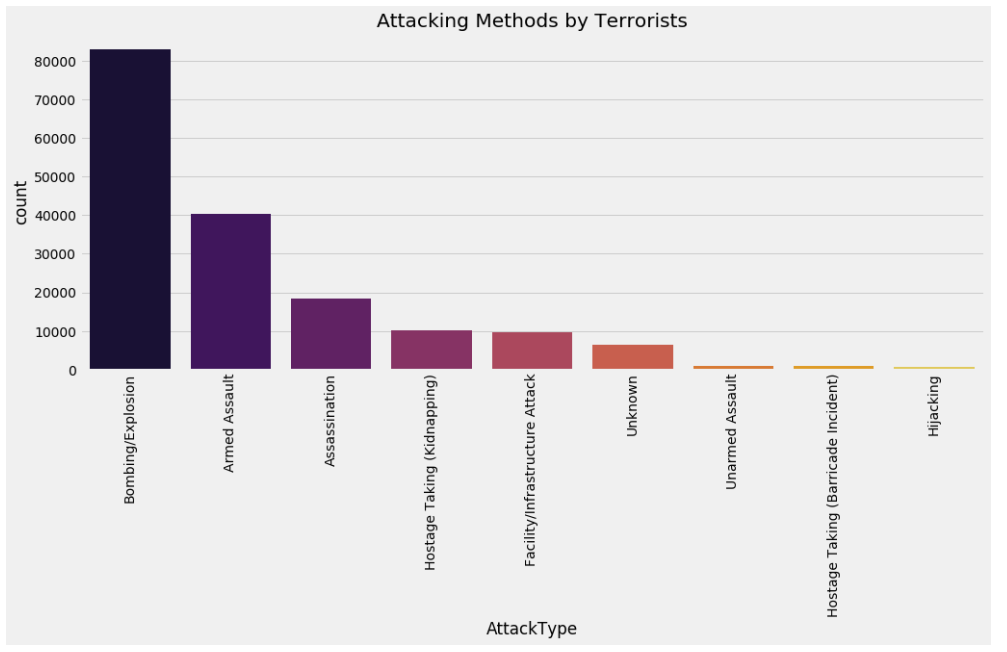 Attacking Methods by Terrorists
count
80000
70000
60000
50000
40000
30000
20000
10000
0
Bombing/Explosion
Armed Assault
Assassination
Hostage Taking (Kidnapping)
Facility/Infrastructure Attack
Unknown
Unarmed Assault
Hostage Taking (Barricade Incident)
Hijacking
AttackType